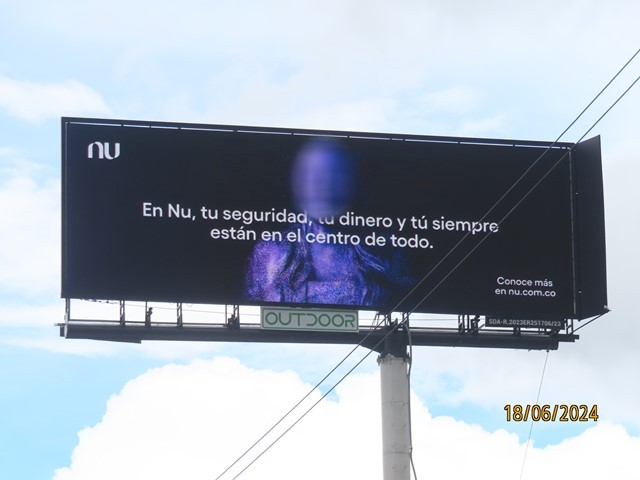 nu
En Nu, tu seguridad, tu dinero y tú siempre
están en el centro de todo.
Conoce más
en nu.com.co
OUTDOOR
18/06/2024